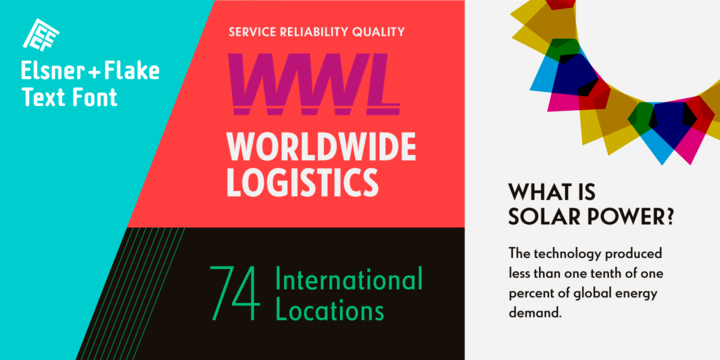 Elsner+Flake
Text Font
SERVICE RELIABILITY QUALITY
WWL
WORLDWIDE
LOGISTICS
74 International
Locations
WHAT IS
SOLAR POWER?
The technology produced
less than one tenth of one
percent of global energy
demand.